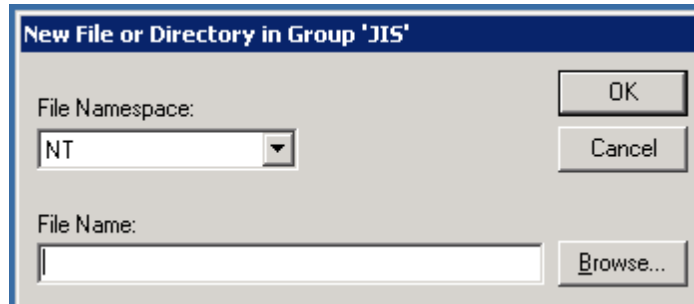 New File or Directory in Group 'JIS'
File Namespace:
NT
OK
Cancel
File Name:
Browse...